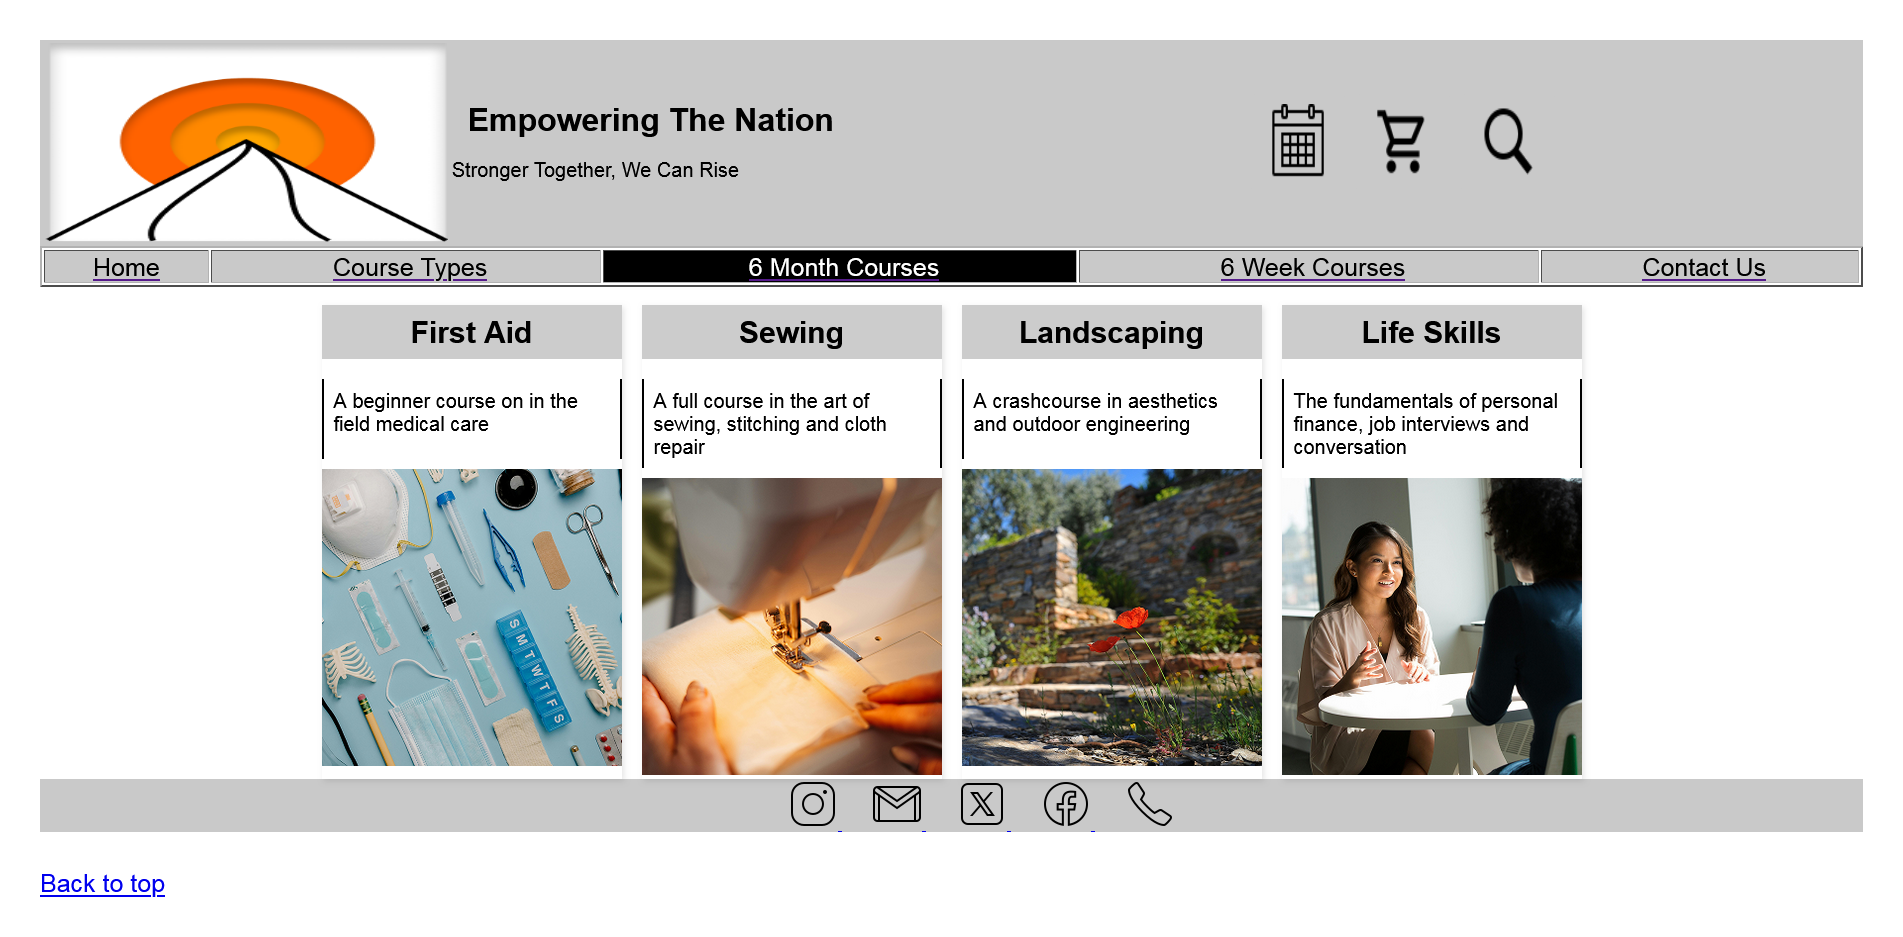 Empowering The Nation
Stronger Together, We Can Rise
Home Course Types 6 Month Courses 6 Week Courses Contact Us
First Aid
A beginner course on in the
field medical care
S M T W T F S
Sewing
A full course in the art of
sewing, stitching and cloth
repair
Landscaping
A crashcourse in aesthetics
and outdoor engineering
Life Skills
The fundamentals of personal
finance, job interviews and
conversation
Back to top